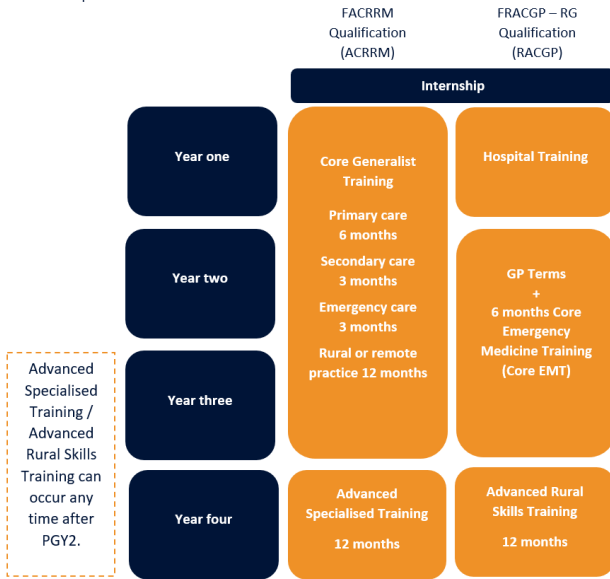 FACRRM
Qualification
(ACRRM)
FRACGP – RG
Qualification
(RACGP)
Internship
Year one
Core Generalist
Training
Primary care
6 months
Secondary care
3 months
Emergency care
3 months
Rural or remote
practice 12 months
Hospital Training
Year two
GP Terms
+
6 months Core
Emergency
Medicine Training
(Core EMT)
Year three
Advanced
Specialised
Training /
Advanced
Rural Skills
Training can
occur any
time after
PGY2.
Year four
Advanced
Specialised Training
12 months
Advanced Rural
Skills Training
12 months